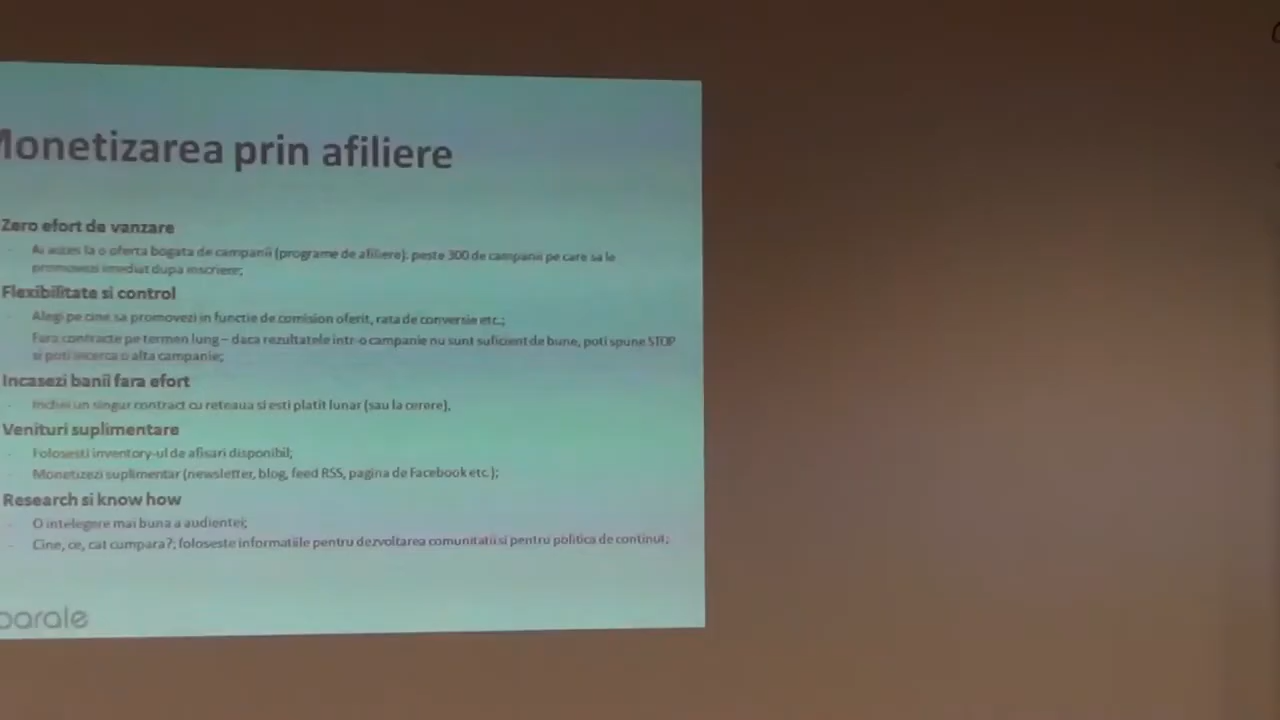 Monetizarea prin afiliere
Zero efort de vanzare
Ai acces la o oferta bogata de campanii (programe de afiliere): peste 300 de campanii pe care sa le
promovezi imediat dupa inscriere;
Flexibilitate si control
Alegi pe cine sa promovezi in functie de comision oferit, rata de conversie etc.;
Fara contracte pe termen lung – daca rezultatele intr-o campanie nu sunt suficient de bune, poti spune STOP
si poti incerca o alta campanie;
Incasezi banii fara efort
Inchei un singur contract cu reteaua si esti platit lunar (sau la cerere).
Venituri suplimentare
- Folosesti inventory-ul de afisari disponibil;
- Monetizezi suplimentar (newsletter, blog, feed RSS, pagina de Facebook etc.);
Research si know how
- O intelegere mai buna a audientei;
- Cine, ce, cat cumpara?; foloseste informatiile pentru dezvoltarea comunitatii si pentru politica de continut;
parale